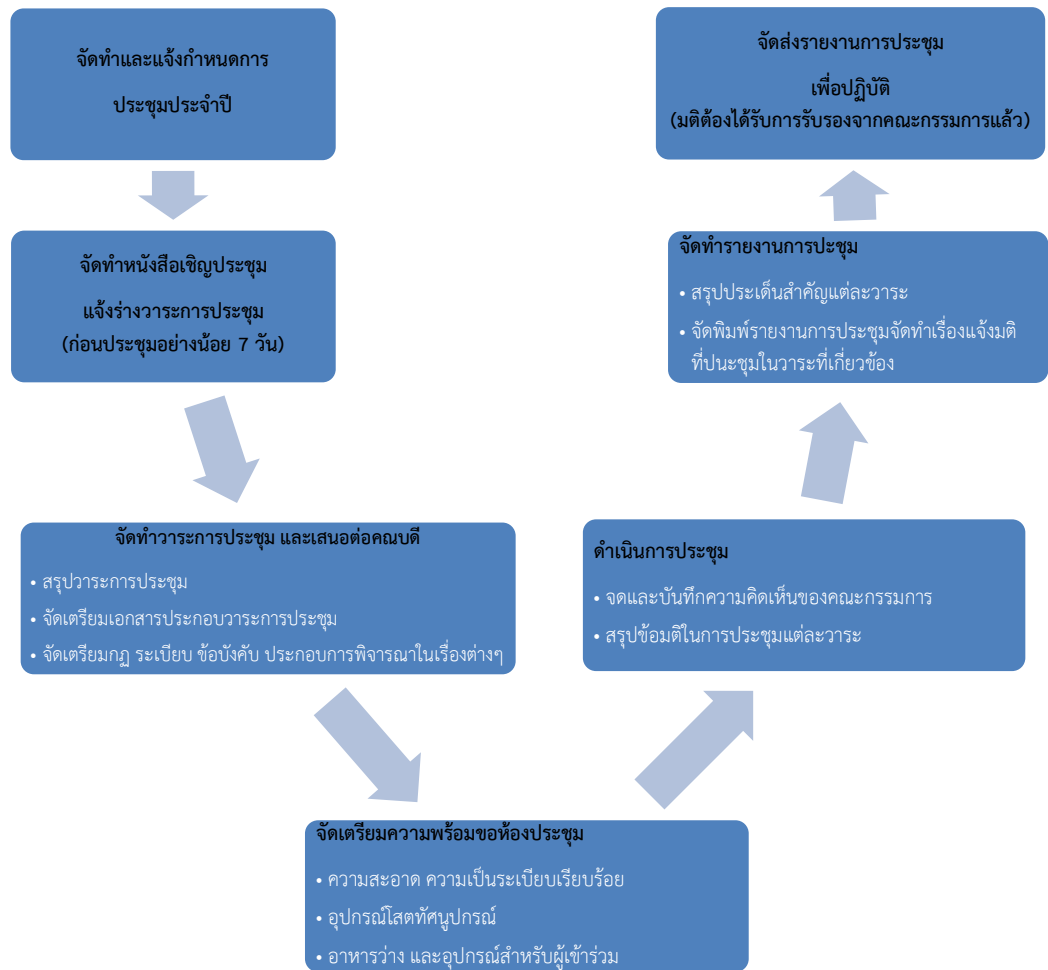 จัดทำและแจ้งกำหนดการ
ประชุมประจำปี
จัดทำหนังสือเชิญประชุม
แจ้งร่างวาระการประชุม
(ก่อนประชุมอย่างน้อย 7 วัน)
จัดทำวาระการประชุม และเสนอต่อคณบดี
• สรุปวาระการประชุม
• จัดเตรียมเอกสารประกอบวาระการประชุม
• จัดเตรียมกฏ ระเบียบ ข้อบังคับ ประกอบการพิจารณาในเรื่องต่างๆ
จัดเตรียมความพร้อมขอห้องประชุม
• ความสะอาด ความเป็นระเบียบเรียบร้อย
• อุปกรณ์โสตทัศนูปกรณ์
• อาหารว่าง และอุปกรณ์สำหรับผู้เข้าร่วม
ดำเนินการประชุม
• จดและบันทึกความคิดเห็นของคณะกรรมการ
• สรุปข้อมติในการประชุมแต่ละวาระ
จัดทำรายงานการปะชุม
• สรุปประเด็นสำคัญแต่ละวาระ
• จัดพิมพ์รายงานการประชุมจัดทำเรื่องแจ้งมติ
ที่ปนะชุมในวาระที่เกี่ยวข้อง
จัดส่งรายงานการประชุม
เพื่อปฏิบัติ
(มติต้องได้รับการรับรองจากคณะกรรมการแล้ว)